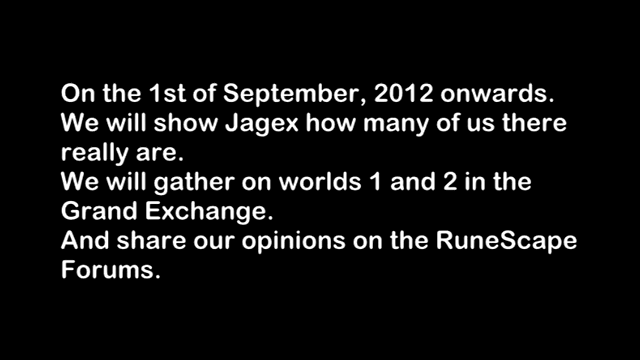 On the 1st of September, 2012 onwards.
We will show Jagex how many of us there
really are.
We will gather on worlds 1 and 2 in the
Grand Exchange.
And share our opinions on the RuneScape
Forums.